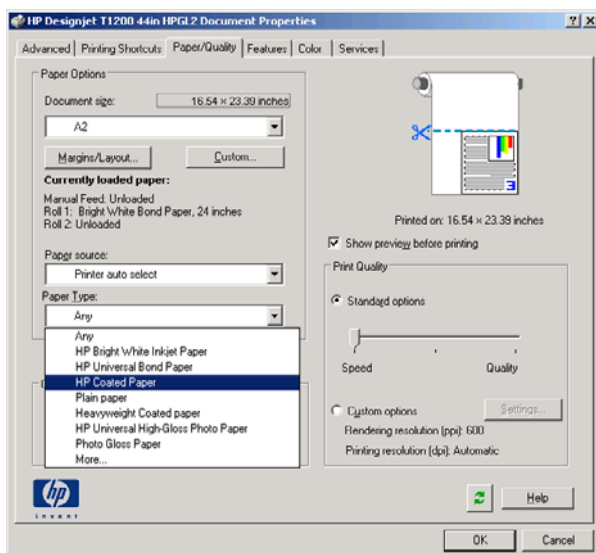 HP Designjet T1200 44in HPGL2 Document Properties
Advanced
Printing Shortcuts
Paper/Quality
Features
Color
Services
Paper Options
Document size:
16.54 × 23.39 inches
A2
Margins/Layout...
Custom...
Currently loaded paper:
Manual Feed: Unloaded
Roll 1: Bright White Bond Paper, 24 inches
Roll 2: Unloaded
Paper source:
Printer auto select
Paper Type:
Any
Any
HP Bright White Inkjet Paper
HP Universal Bond Paper
HP Coated Paper
Plain paper
Heavyweight Coated paper
HP Universal High-Gloss Photo Paper
Photo Gloss Paper
More...
3
Printed on: 16.54 × 23.39 inches
Show preview before printing
Print Quality
Standard options
Speed
Quality
Custom options
Settings...
Rendering resolution (ppi): 600
Printing resolution (dpi): Automatic
hp
invent
Help
OK
Cancel